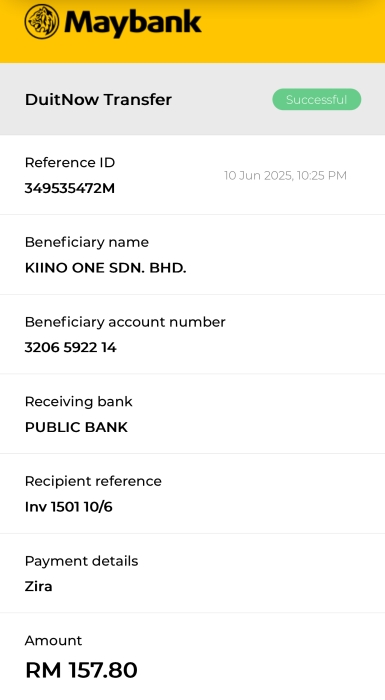 Maybank
DuitNow Transfer
Successful
Reference ID
349535472M
10 Jun 2025, 10:25 PM
Beneficiary name
KIINO ONE SDN. BHD.
Beneficiary account number
3206 5922 14
Receiving bank
PUBLIC BANK
Recipient reference
Inv 1501 10/6
Payment details
Zira
Amount
RM 157.80